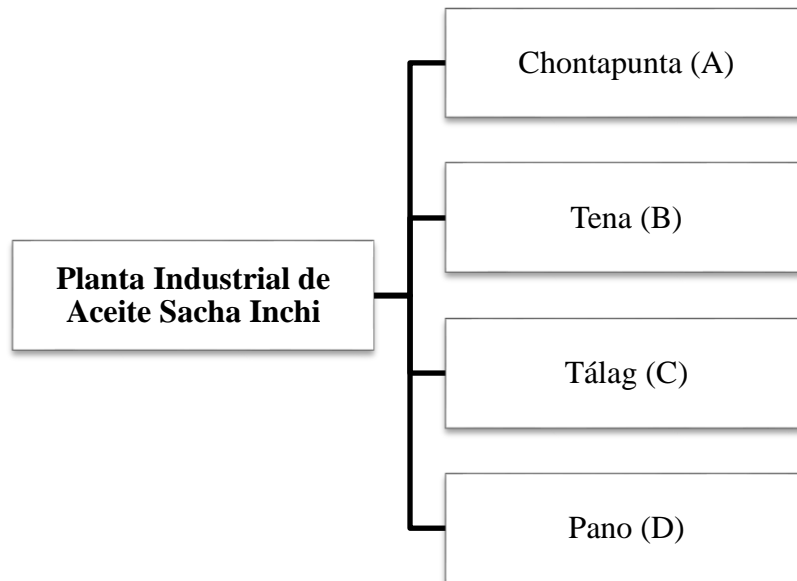 Chontapunta (A)
Tena (B)
Planta Industrial de
Aceite Sacha Inchi
Tálag (C)
Pano (D)